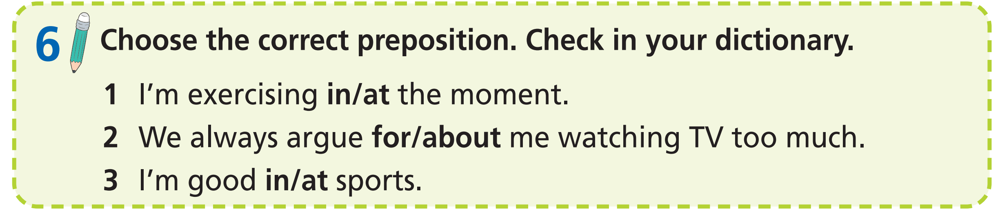 6 Choose the correct preposition. Check in your dictionary.
1 I’m exercising in/at the moment.
2 We always argue for/about me watching TV too much.
3 I’m good in/at sports.